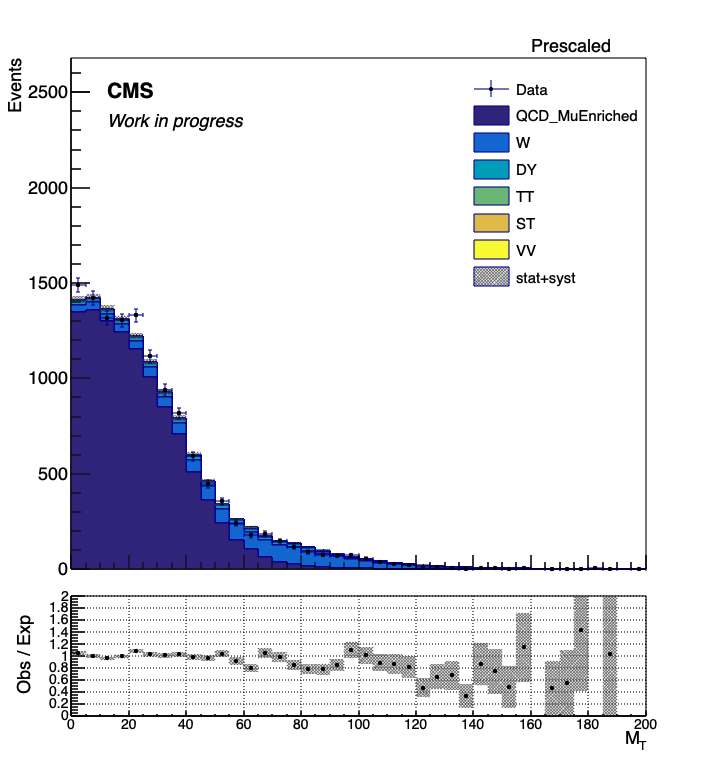 Prescaled
Events
CMS
Work in progress
Data
QCD_MuEnriched
W
DY
TT
ST
VV
stat+syst
2500
2000
1500
1000
500
0
Obs / Exp
2
1.8
1.6
1.4
1.2
1
0.8
0.6
0.4
0.2
0
0 20 40 60 80 100 120 140 160 180 200
M_T